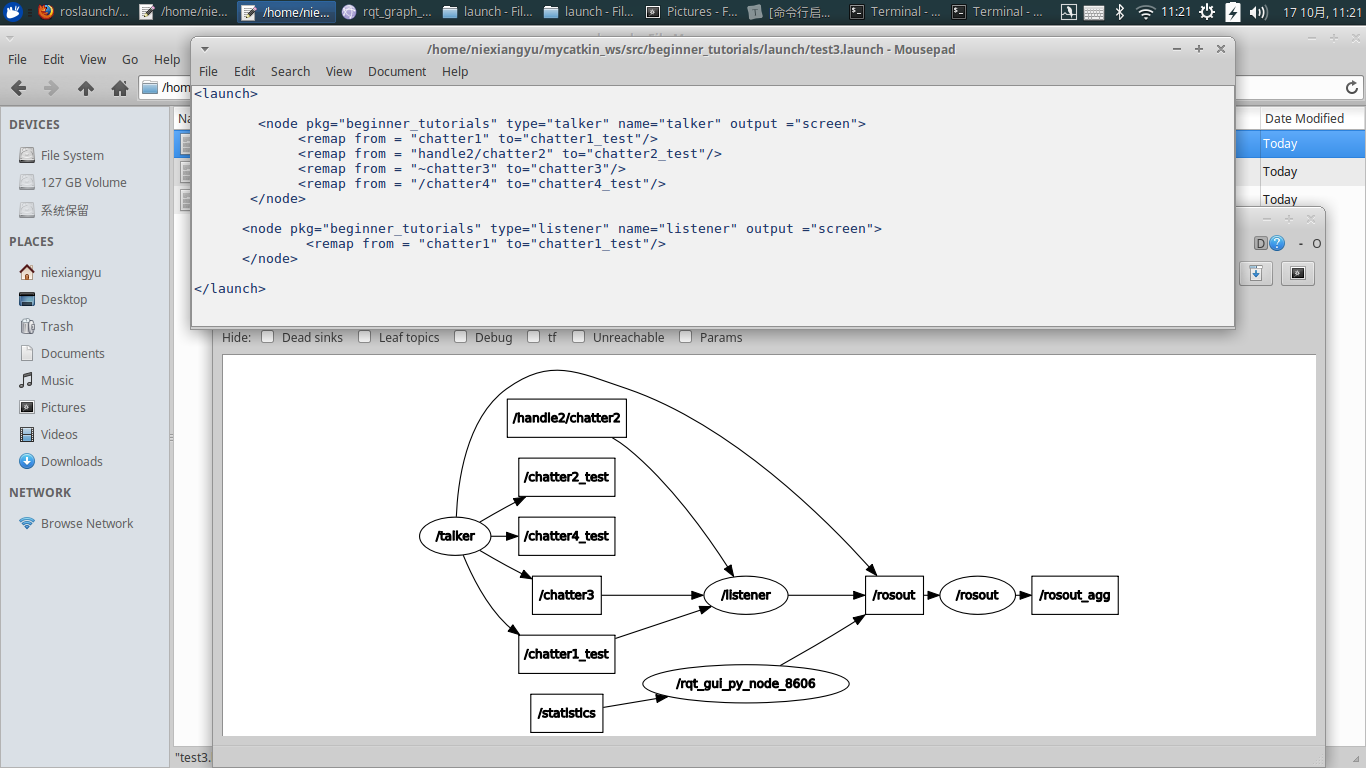 roslaunch/...
/home/nie...
/home/nie...
rqt_graph_...
launch - Fil...
launch - Fil...
Pictures - F...
[命令行启...
Terminal - ...
Terminal - ...
11:21
17 10月, 11:21
File Edit View Go Help
/hom
DEVICES
File System
127 GB Volume
系统保留
PLACES
niexiangyu
Desktop
Trash
Documents
Music
Pictures
Videos
Downloads
NETWORK
Browse Network
Na
Date Modified
Today
Today
Today
"test3.
/home/niexiangyu/mycatkin_ws/src/beginner_tutorials/launch/test3.launch - Mousepad
File Edit Search View Document Help
<launch>
<node pkg="beginner_tutorials" type="talker" name="talker" output ="screen">
<remap from = "chatter1" to="chatter1_test"/>
<remap from = "handle2/chatter2" to="chatter2_test"/>
<remap from = "~chatter3" to="chatter3"/>
<remap from = "/chatter4" to="chatter4_test"/>
</node>
<node pkg="beginner_tutorials" type="listener" name="listener" output ="screen">
<remap from = "chatter1" to="chatter1_test"/>
</node>
</launch>
D ? - O
Hide: Dead sinks Leaf topics Debug tf Unreachable Params
/handle2/chatter2
/chatter2_test
/talker
/chatter4_test
/chatter3
/listener
/rosout
/rosout
/rosout_agg
/chatter1_test
/rqt_gui_py_node_8606
/statistics